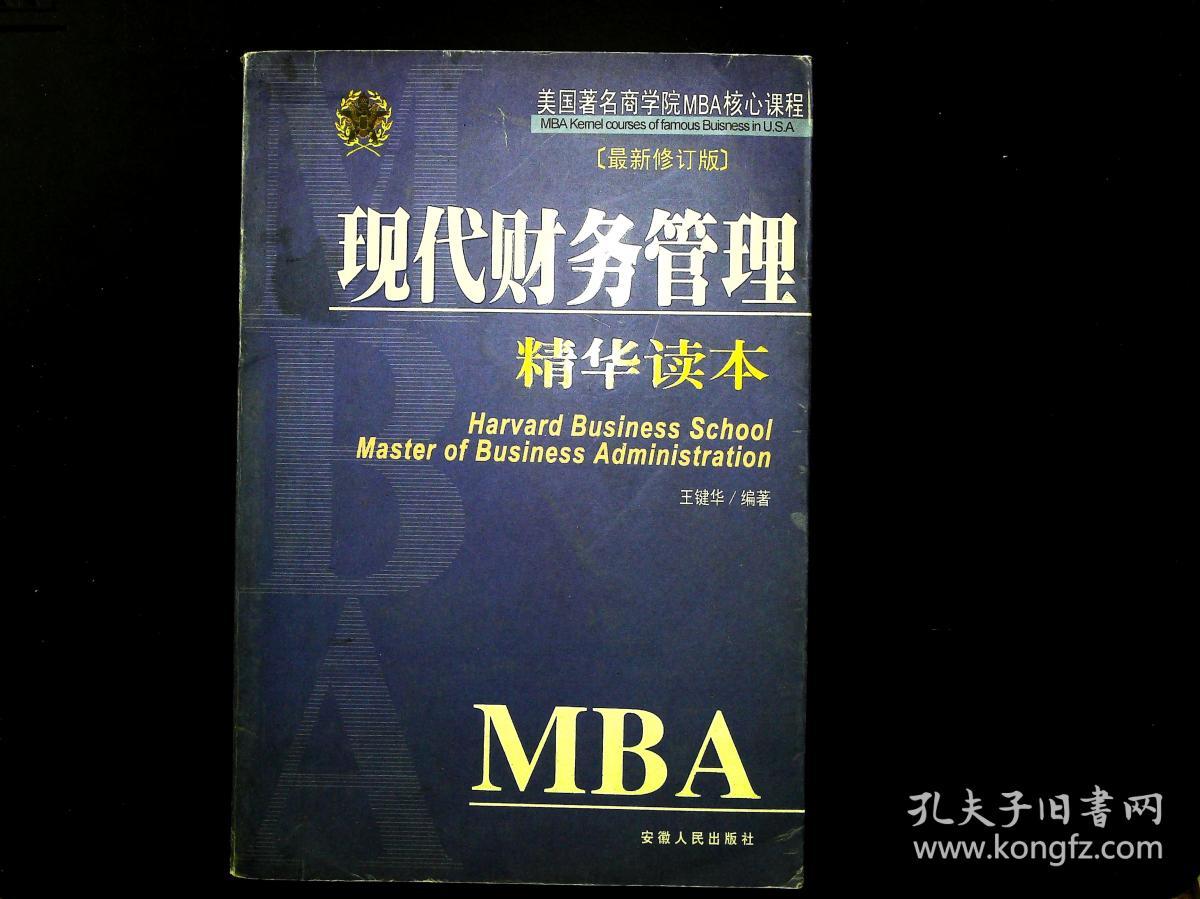 美国著名商学院MBA核心课程
MBA Kernel courses of famous Buisness in U.S.A
〔最新修订版〕
现代财务管理
精华读本
Harvard Business School
Master of Business Administration
王键华/编著
MBA
MBA
安徽人民出版社
孔夫子旧书网
www.kongfz.com